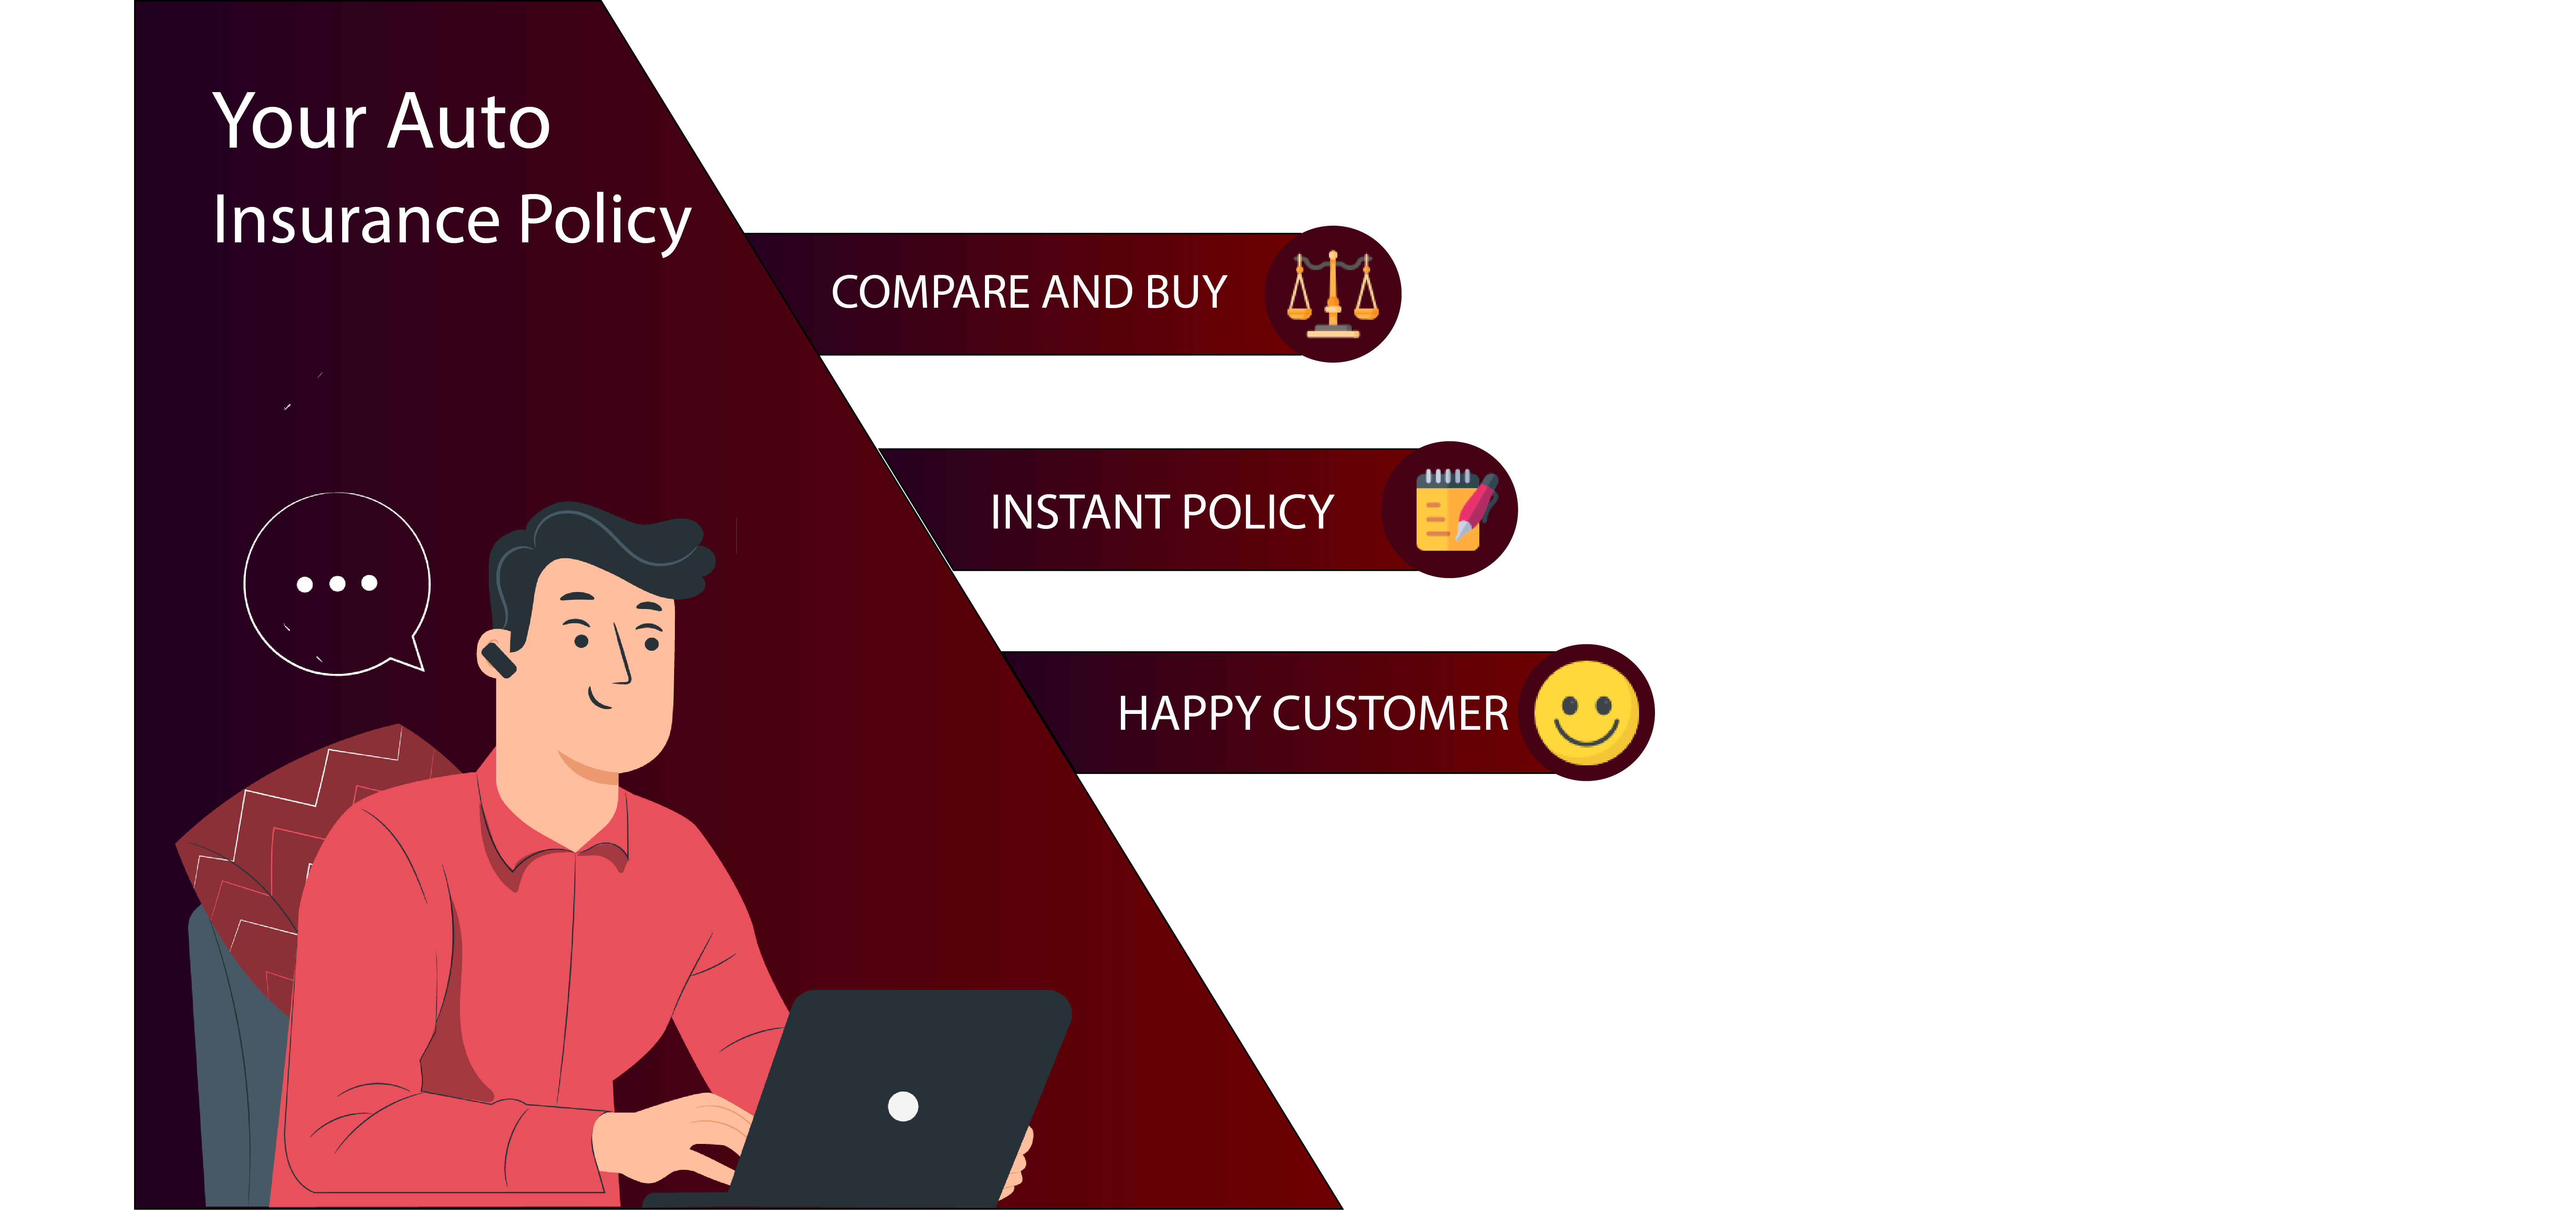 Your Auto
Insurance Policy
COMPARE AND BUY
INSTANT POLICY
HAPPY CUSTOMER